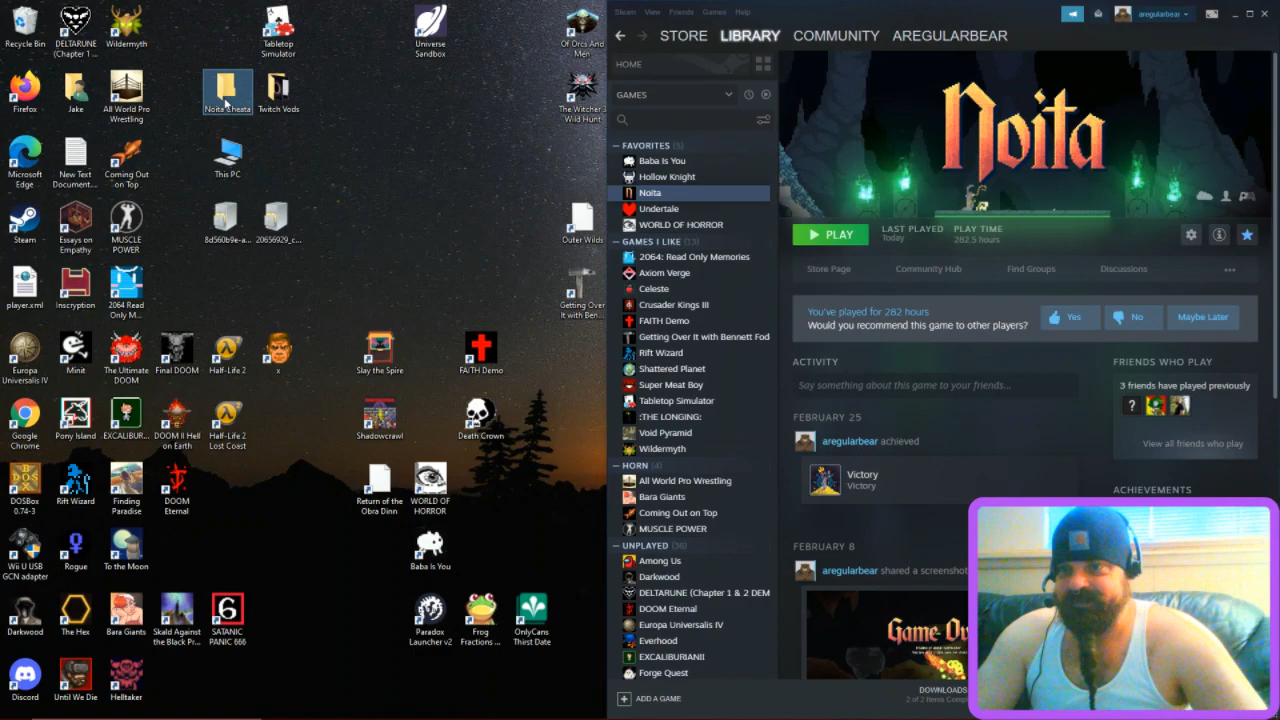 Recycle Bin
DELTARUNE
(Chapter 1 ...
Wildermyth
Tabletop
Simulator
Universe
Sandbox
Of Orcs And
Men
Firefox
Jake
All World Pro
Wrestling
Noita Cheata
Twitch Vods
The Witcher 3
Wild Hunt
Microsoft
Edge
New Text
Document....
Coming Out
on Top
This PC
Steam
Essays on
Empathy
MUSCLE
POWER
8d560b9e-a...
20656929_c...
Outer Wilds
player.xml
Inscryption
2064 Read
Only M...
Getting Over
It with Ben...
Europa
Universalis IV
Minit
The Ultimate
DOOM
Final DOOM
Half-Life 2
x
Slay the Spire
FAITH Demo
Google
Chrome
Pony Island
EXCALIBUR...
DOOM II Hell
on Earth
Half-Life 2
Lost Coast
Shadowcrawl
Death Crown
DOSBox
0.74-3
Rift Wizard
Finding
Paradise
DOOM
Eternal
Return of the
Obra Dinn
WORLD OF
HORROR
Wii U USB
GCN adapter
Rogue
To the Moon
Baba Is You
Darkwood
The Hex
Bara Giants
Skald Against
the Black Pr...
SATANIC
PANIC 666
Paradox
Launcher v2
Frog
Fractions ...
OnlyCans
Thirst Date
Discord
Until We Die
Helltaker
Steam View Friends Games Help
aregularbear
STORE LIBRARY COMMUNITY AREGULARBEAR
HOME
GAMES
FAVORITES (5)
Baba Is You
Hollow Knight
Noita
Undertale
WORLD OF HORROR
GAMES I LIKE (13)
2064: Read Only Memories
Axiom Verge
Celeste
Crusader Kings III
FAITH Demo
Getting Over It with Bennett Fod
Rift Wizard
Shattered Planet
Super Meat Boy
Tabletop Simulator
:THE LONGING:
Void Pyramid
Wildermyth
HORN (4)
All World Pro Wrestling
Bara Giants
Coming Out on Top
MUSCLE POWER
UNPLAYED (36)
Among Us
Darkwood
DELTARUNE (Chapter 1 & 2 DEM
DOOM Eternal
Europa Universalis IV
Everhood
EXCALIBURIANII
Forge Quest
ADD A GAME
Noita
PLAY
LAST PLAYED
Today
PLAY TIME
282.5 hours
Store Page Community Hub Find Groups Discussions ...
You've played for 282 hours
Would you recommend this game to other players?
Yes
No
Maybe Later
ACTIVITY
Say something about this game to your friends...
FEBRUARY 25
aregularbear achieved
Victory
Victory
FEBRUARY 8
aregularbear shared a screenshot
Game Ov
FRIENDS WHO PLAY
3 friends have played previously
?
View all friends who play
ACHIEVEMENTS
DOWNLOADS
2 of 2 Items Comple